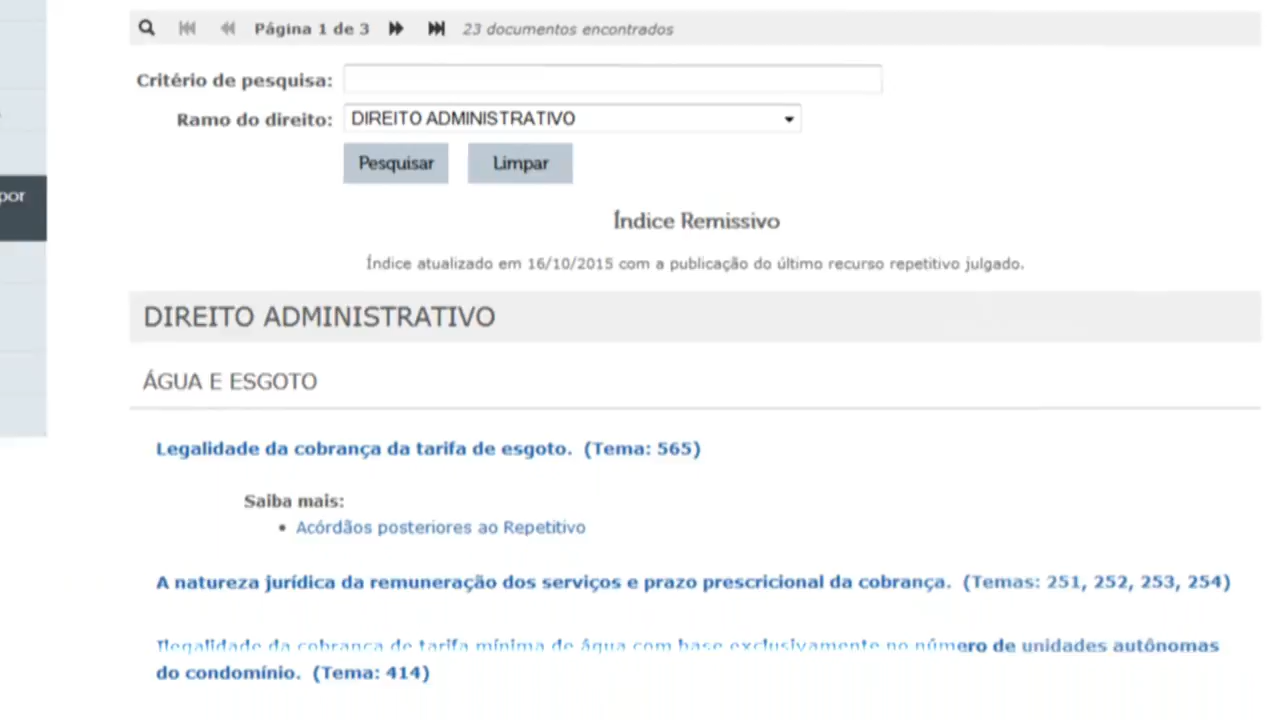 Página 1 de 3 23 documentos encontrados
Critério de pesquisa:
Ramo do direito: DIREITO ADMINISTRATIVO
Pesquisar Limpar
por
Índice Remissivo
Índice atualizado em 16/10/2015 com a publicação do último recurso repetitivo julgado.
DIREITO ADMINISTRATIVO
ÁGUA E ESGOTO
Legalidade da cobrança da tarifa de esgoto. (Tema: 565)
Saiba mais:
• Acórdãos posteriores ao Repetitivo
A natureza jurídica da remuneração dos serviços e prazo prescricional da cobrança. (Temas: 251, 252, 253, 254)
Ilegalidade da cobrança de tarifa mínima de água com base exclusivamente no número de unidades autônomas
do condomínio. (Tema: 414)